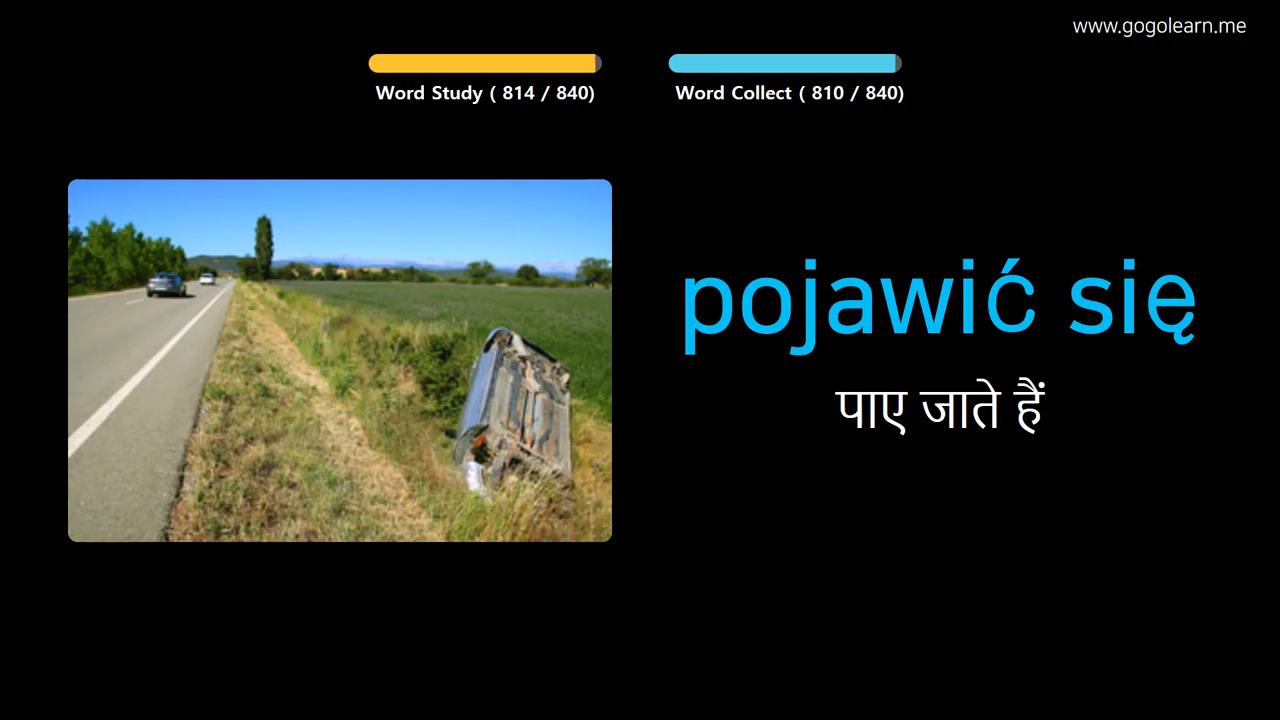 www.gogolearn.me
Word Study ( 814 / 840)
Word Collect ( 810 / 840)
pojawić się
पाए जाते हैं